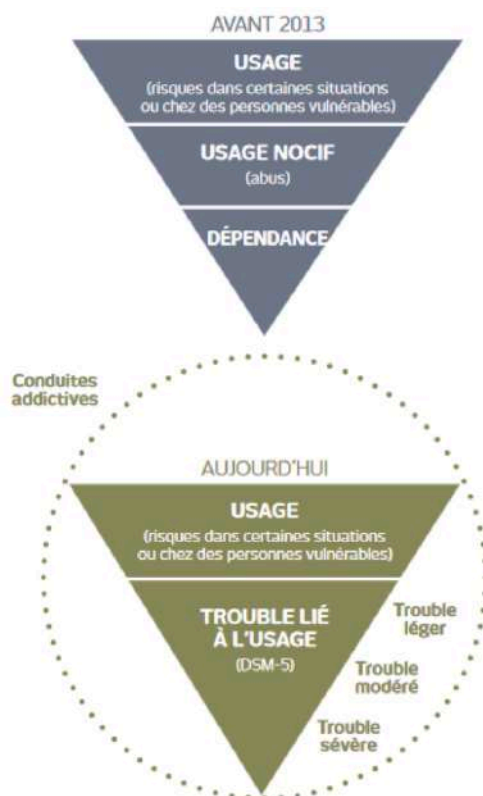 AVANT 2013
USAGE
(risques dans certaines situations
ou chez des personnes vulnérables)
USAGE NOCIF
(abus)
DÉPENDANCE
Conduites
addictives
AUJOURD'HUI
USAGE
(risques dans certaines situations
ou chez des personnes vulnérables)
TROUBLE LIÉ
À L'USAGE
(DSM-5)
Trouble
léger
Trouble
modéré
Trouble
sévère